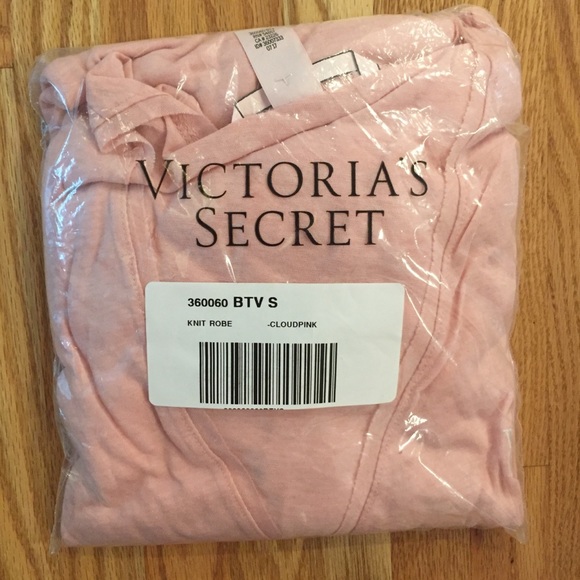 VICTORIA'S
SECRET
360060 BTV S
KNIT ROBE -CLOUDPINK